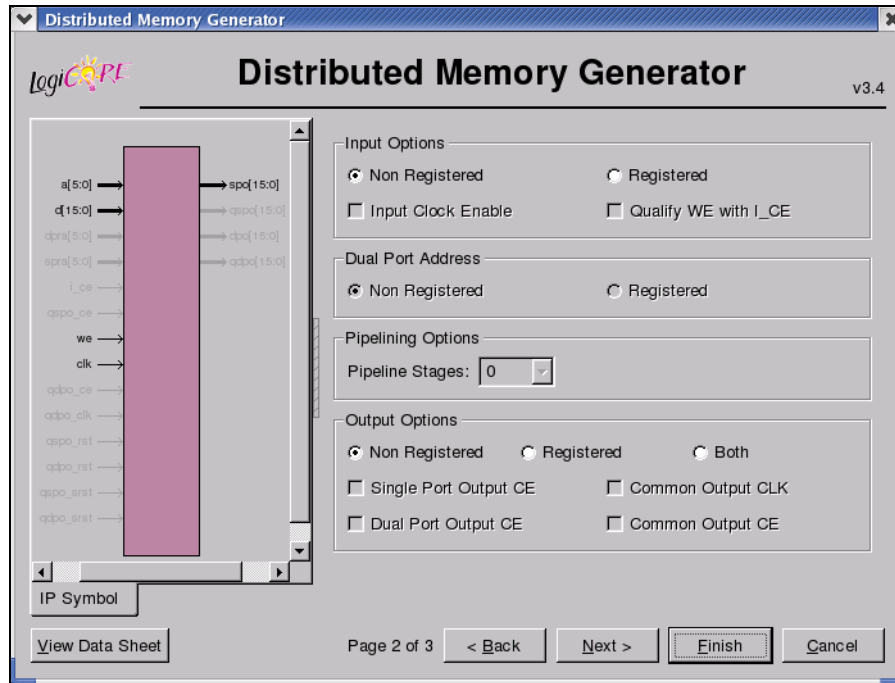 Distributed Memory Generator
LogiCORE
Distributed Memory Generator
v3.4
a[5:0]
d[15:0]
dpra[5:0]
spra[5:0]
i_ce
qspo_ce
we
clk
qdpo_ce
qdpo_clk
qspo_rst
qdpo_rst
qspo_srst
qdpo_srst
spo[15:0]
qspo[15:0]
dpo[15:0]
qdpo[15:0]
IP Symbol
Input Options
Non Registered Registered
Input Clock Enable Qualify WE with I_CE
Dual Port Address
Non Registered Registered
Pipelining Options
Pipeline Stages: 0
Output Options
Non Registered Registered Both
Single Port Output CE Common Output CLK
Dual Port Output CE Common Output CE
View Data Sheet Page 2 of 3 < Back Next > Finish Cancel